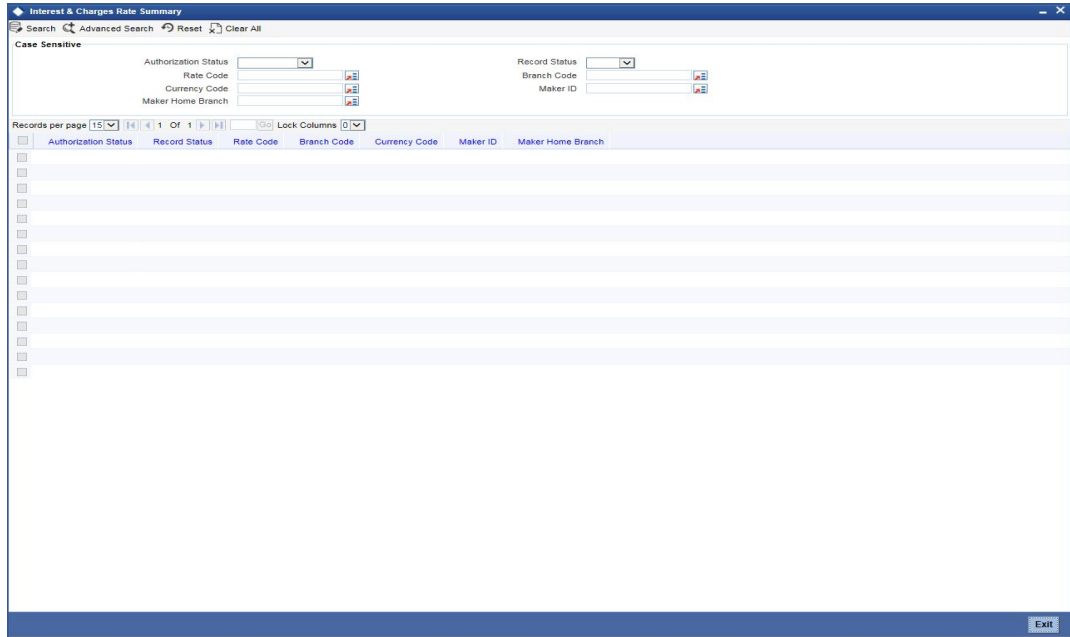 Interest & Charges Rate Summary
Search Advanced Search Reset Clear All
Case Sensitive
Authorization Status Record Status
Rate Code Branch Code
Currency Code Maker ID
Maker Home Branch
Records per page 15 1 Of 1 Go Lock Columns 0
Authorization Status Record Status Rate Code Branch Code Currency Code Maker ID Maker Home Branch
Exit